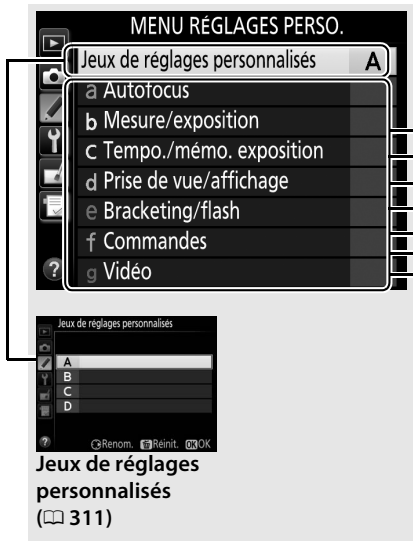 MENU RÉGLAGES PERSO.
Jeux de réglages personnalisés A
a Autofocus
b Mesure/exposition
c Tempo./mémo. exposition
d Prise de vue/affichage
e Bracketing/flash
f Commandes
g Vidéo
?
Jeux de réglages personnalisés
A
B
C
D
? Renom. Réinit. OK OK
Jeux de réglages
personnalisés
(311)